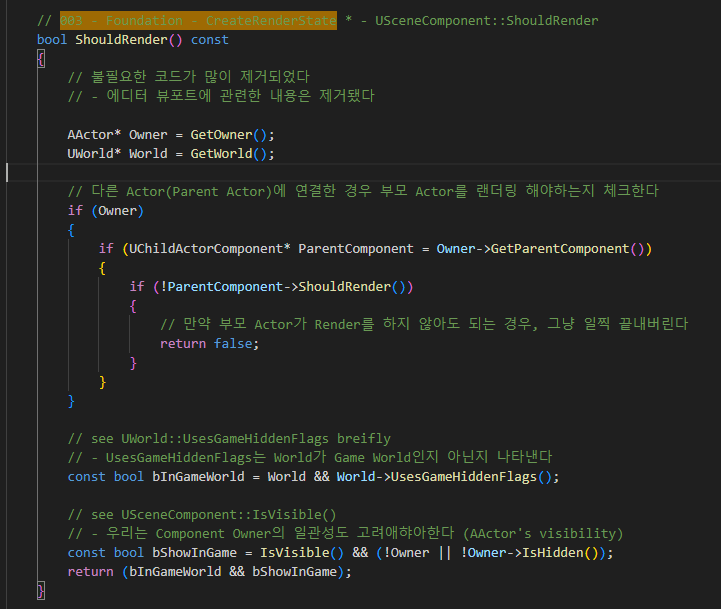 // 003 - Foundation - CreateRenderState * - USceneComponent::ShouldRender
bool ShouldRender() const
{
// 불필요한 코드가 많이 제거되었다
// - 에디터 뷰포트에 관련한 내용은 제거됐다
AActor* Owner = GetOwner();
UWorld* World = GetWorld();
// 다른 Actor(Parent Actor)에 연결한 경우 부모 Actor를 랜더링 해야하는지 체크한다
if (Owner)
{
if (UChildActorComponent* ParentComponent = Owner->GetParentComponent())
{
if (!ParentComponent->ShouldRender())
{
// 만약 부모 Actor가 Render를 하지 않아도 되는 경우, 그냥 일찍 끝내버린다
return false;
}
}
}
// see UWorld::UsesGameHiddenFlags breifly
// - UsesGameHiddenFlags는 World가 Game World인지 아닌지 나타낸다
const bool bInGameWorld = World && World->UsesGameHiddenFlags();
// see USceneComponent::IsVisible()
// - 우리는 Component Owner의 일관성도 고려애햐아한다 (AActor's visibility)
const bool bShowInGame = IsVisible() && (!Owner || !Owner->IsHidden());
return (bInGameWorld && bShowInGame);
}